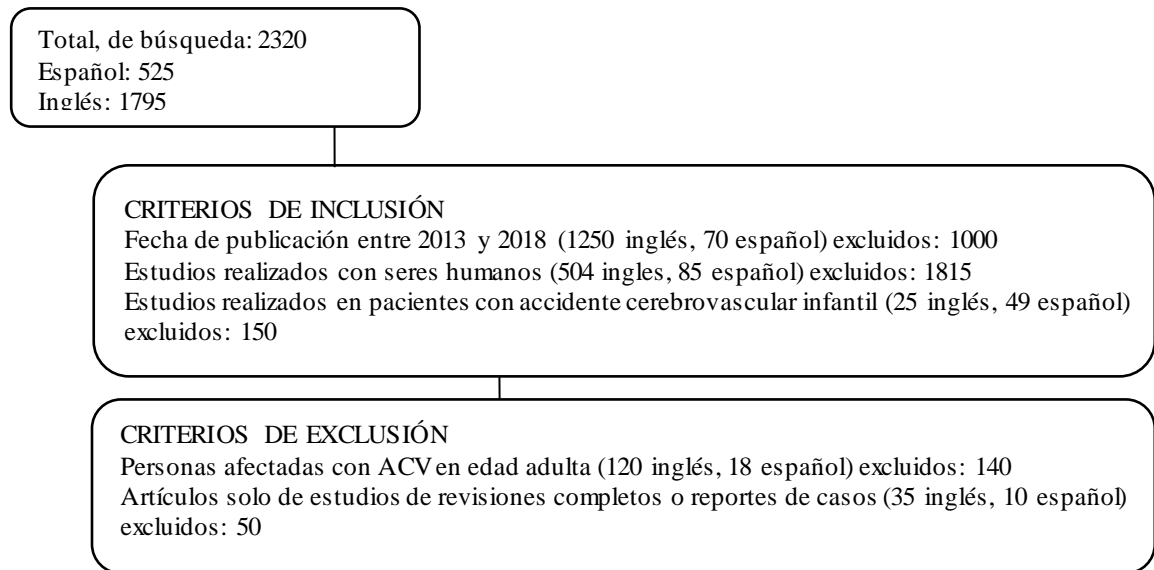 Total, de búsqueda: 2320
Español: 525
Inglés: 1795
CRITERIOS DE INCLUSIÓN
Fecha de publicación entre 2013 y 2018 (1250 inglés, 70 español) excluidos: 1000
Estudios realizados con seres humanos (504 ingles, 85 español) excluidos: 1815
Estudios realizados en pacientes con accidente cerebrovascular infantil (25 inglés, 49 español)
excluidos: 150
CRITERIOS DE EXCLUSIÓN
Personas afectadas con ACV en edad adulta (120 inglés, 18 español) excluidos: 140
Artículos solo de estudios de revisiones completos o reportes de casos (35 inglés, 10 español)
excluidos: 50